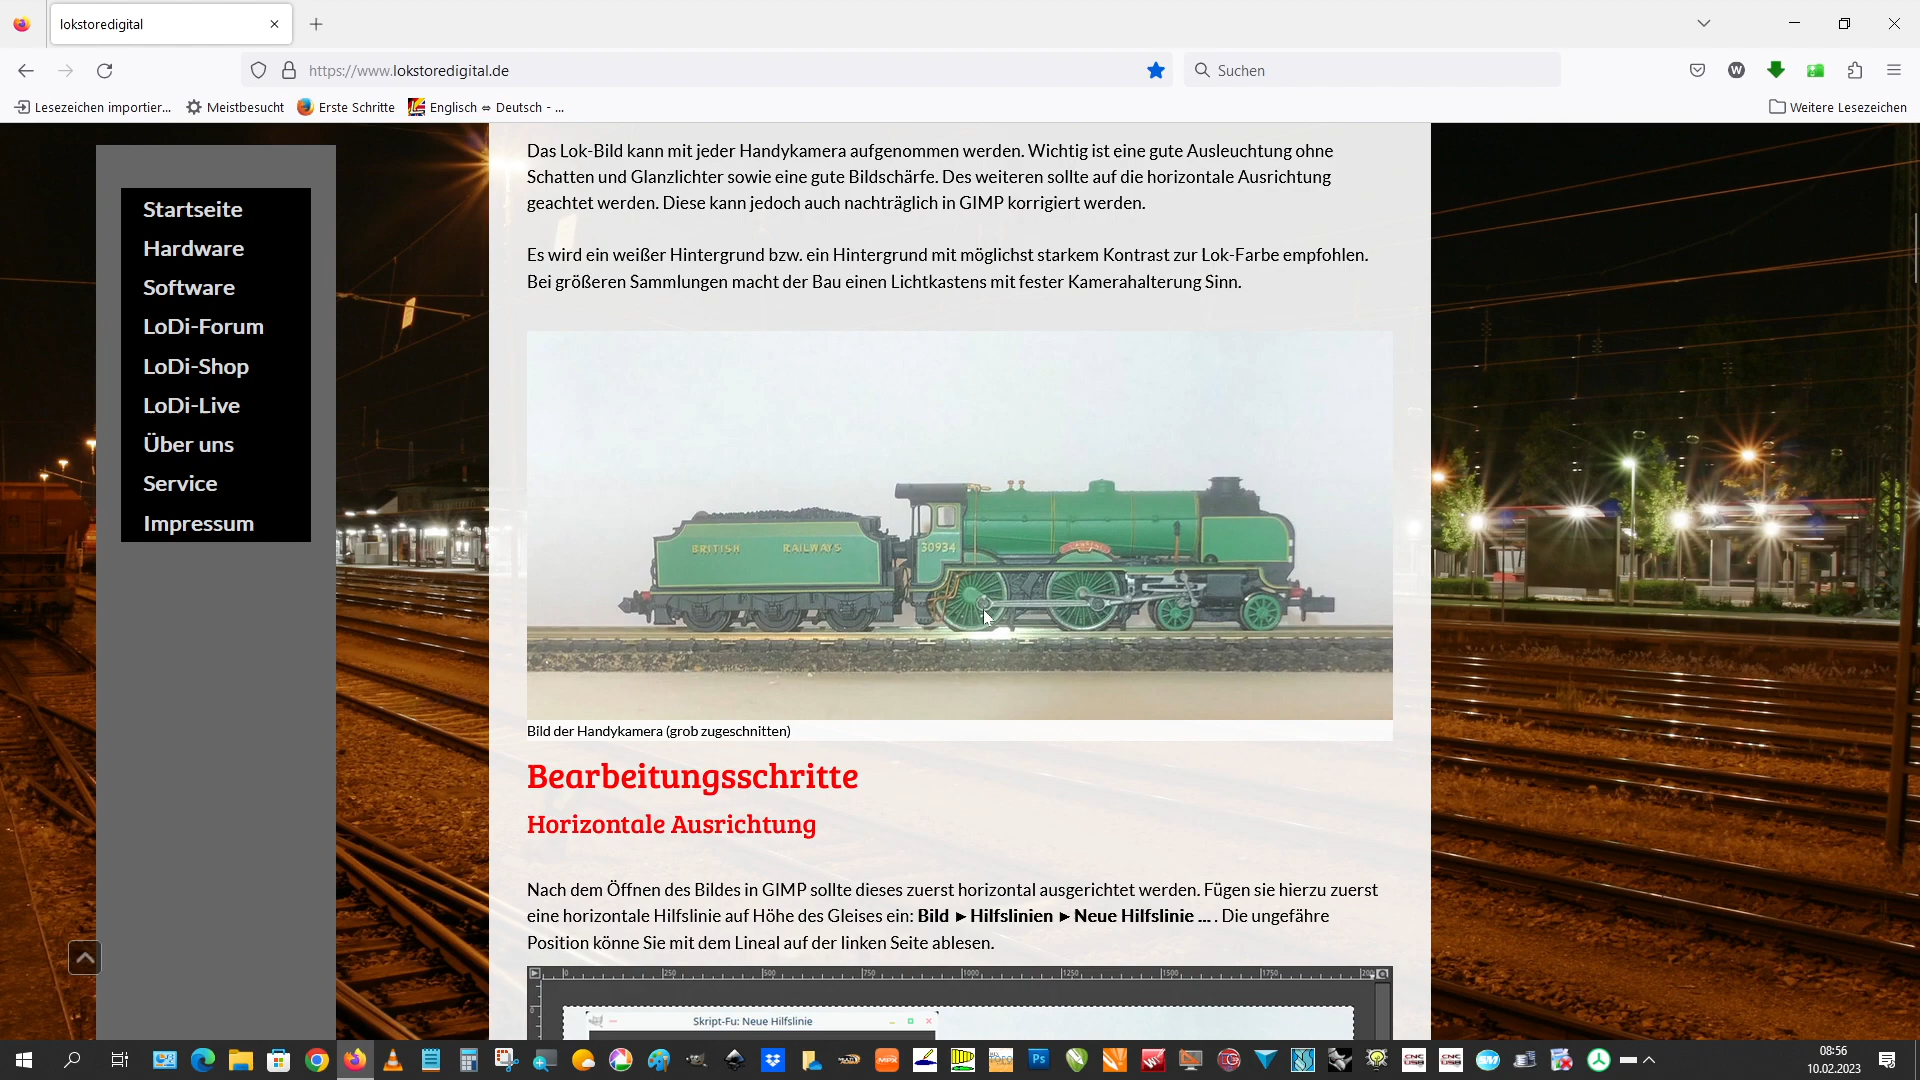 lokstoredigital
https://www.lokstoredigital.de
Suchen
Lesezeichen importier...
Meistbesucht
Erste Schritte
Englisch ⇔ Deutsch - ...
Weitere Lesezeichen
Startseite
Hardware
Software
LoDi-Forum
LoDi-Shop
LoDi-Live
Über uns
Service
Impressum
Das Lok-Bild kann mit jeder Handykamera aufgenommen werden. Wichtig ist eine gute Ausleuchtung ohne
Schatten und Glanzlichter sowie eine gute Bildschärfe. Des weiteren sollte auf die horizontale Ausrichtung
geachtet werden. Diese kann jedoch auch nachträglich in GIMP korrigiert werden.
Es wird ein weißer Hintergrund bzw. ein Hintergrund mit möglichst starkem Kontrast zur Lok-Farbe empfohlen.
Bei größeren Sammlungen macht der Bau einen Lichtkastens mit fester Kamerahalterung Sinn.
BRITISH RAILWAYS 30934
Bild der Handykamera (grob zugeschnitten)
Bearbeitungsschritte
Horizontale Ausrichtung
Nach dem Öffnen des Bildes in GIMP sollte dieses zuerst horizontal ausgerichtet werden. Fügen sie hierzu zuerst
eine horizontale Hilfslinie auf Höhe des Gleises ein: Bild ►Hilfslinien ►Neue Hilfslinie ... . Die ungefähre
Position könne Sie mit dem Lineal auf der linken Seite ablesen.
0 250 500 750 1000 1250 1500 1750
Skript-Fu: Neue Hilfslinie
08:56
10.02.2023